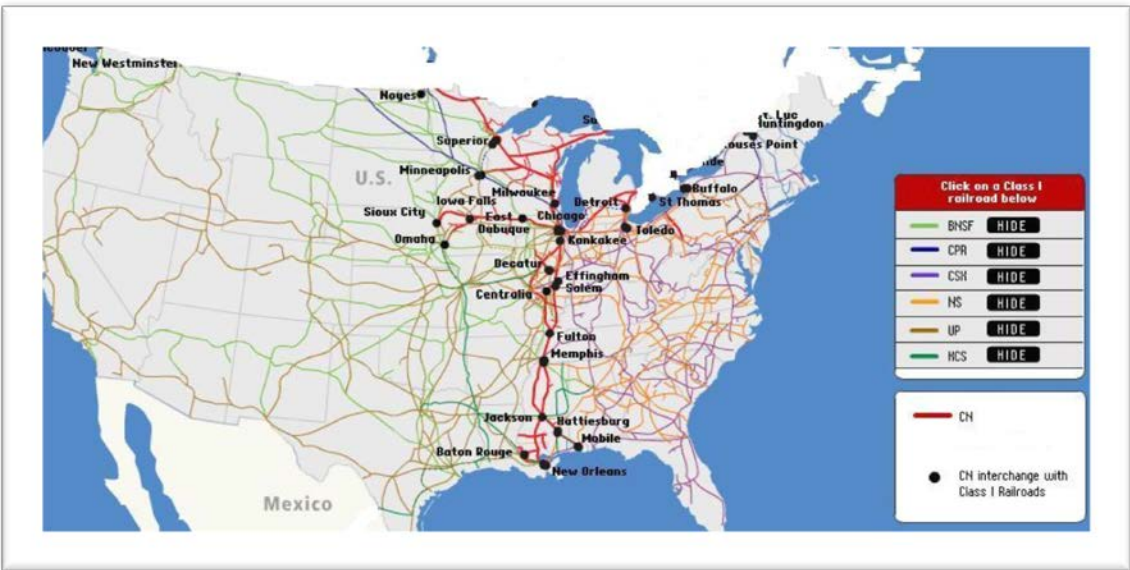 New Westminster
Noyes
Superior
Minneapolis
U.S.
Milwaukee
Iowa Falls
Sioux City
East
Dubuque
Chicago
Detroit
St Thomas
Buffalo
Huntingdon
Omaha
Kankakee
Toledo
Decatur
Effingham
Salem
Centralia
Fulton
Memphis
Jackson
Hattiesburg
Mobile
Baton Rouge
New Orleans
Mexico
Click on a Class I
railroad below
BNSF HIDE
CPR HIDE
CSX HIDE
NS HIDE
UP HIDE
KCS HIDE
CN
CN interchange with
Class I Railroads